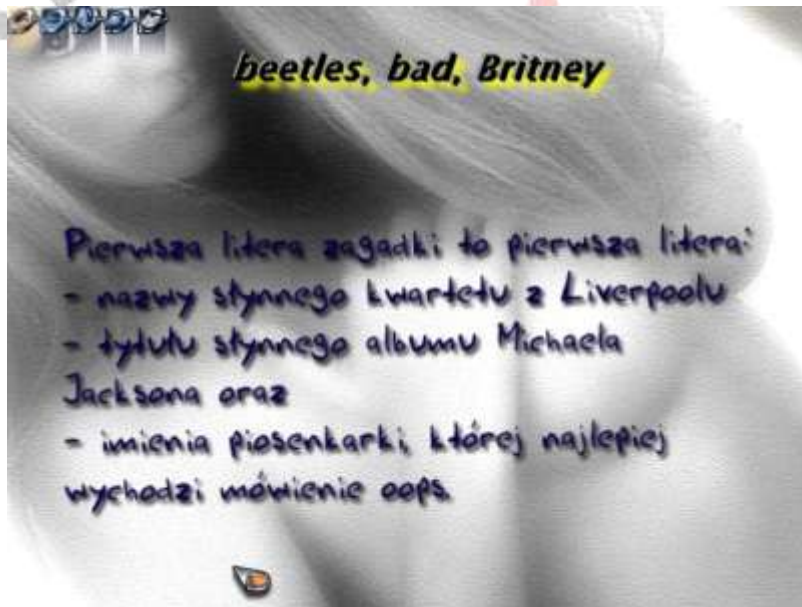 beetles, bad, Britney
Pierwsza litera zagadki to pierwsza litera:
- nazwy słynnego kwartetu z Liverpoolu
- tytułu słynnego albumu Michaela
Jacksona oraz
- imienia piosenkarki, której najlepiej
wychodzi mówienie oops.